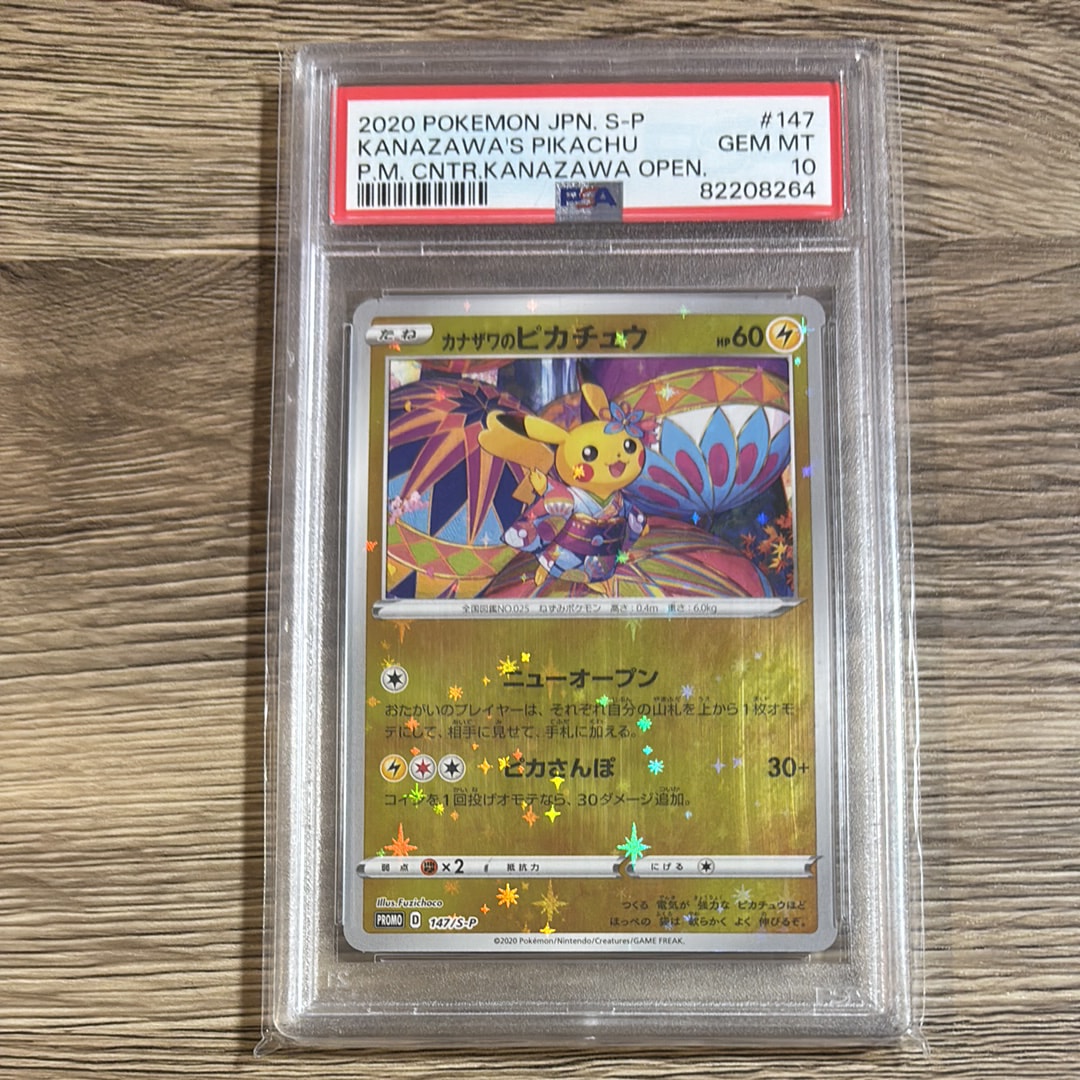 2020 POKEMON JPN. S-P #147
KANAZAWA'S PIKACHU GEM MT
P.M. CNTR.KANAZAWA OPEN. 10
82208264
PSA
たね カナザワのピカチュウ HP60
全国図鑑NO.025 ねずみポケモン 高さ:0.4m 重さ:6.0kg
ニューオープン
おたがいのプレイヤーは、それぞれ自分の山札を上から1枚オモ
テにして、相手に見せて、手札に加える。
ピカさんぽ 30+
コインを1回投げオモテなら、30ダメージ追加。
弱点 ×2 抵抗力 にげる
Illus.Fuzichoco
つくる 電気が 強力な ピカチュウほど
PROMO D 147/S-P
ほっぺの 袋は 軟らかく よく 伸びるぞ。
©2020 Pokémon/Nintendo/Creatures/GAME FREAK.